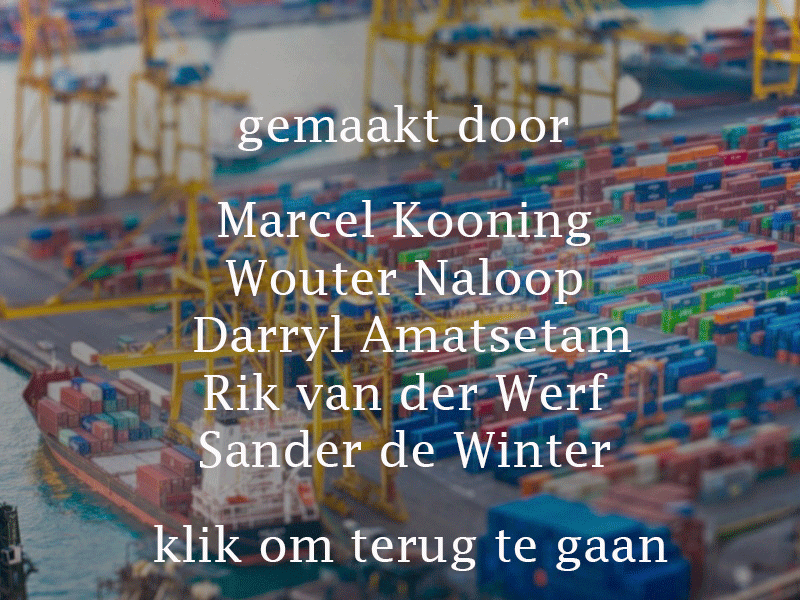 gemaakt door
Marcel Kooning
Wouter Naloop
Darryl Amatsetam
Rik van der Werf
Sander de Winter
klik om terug te gaan